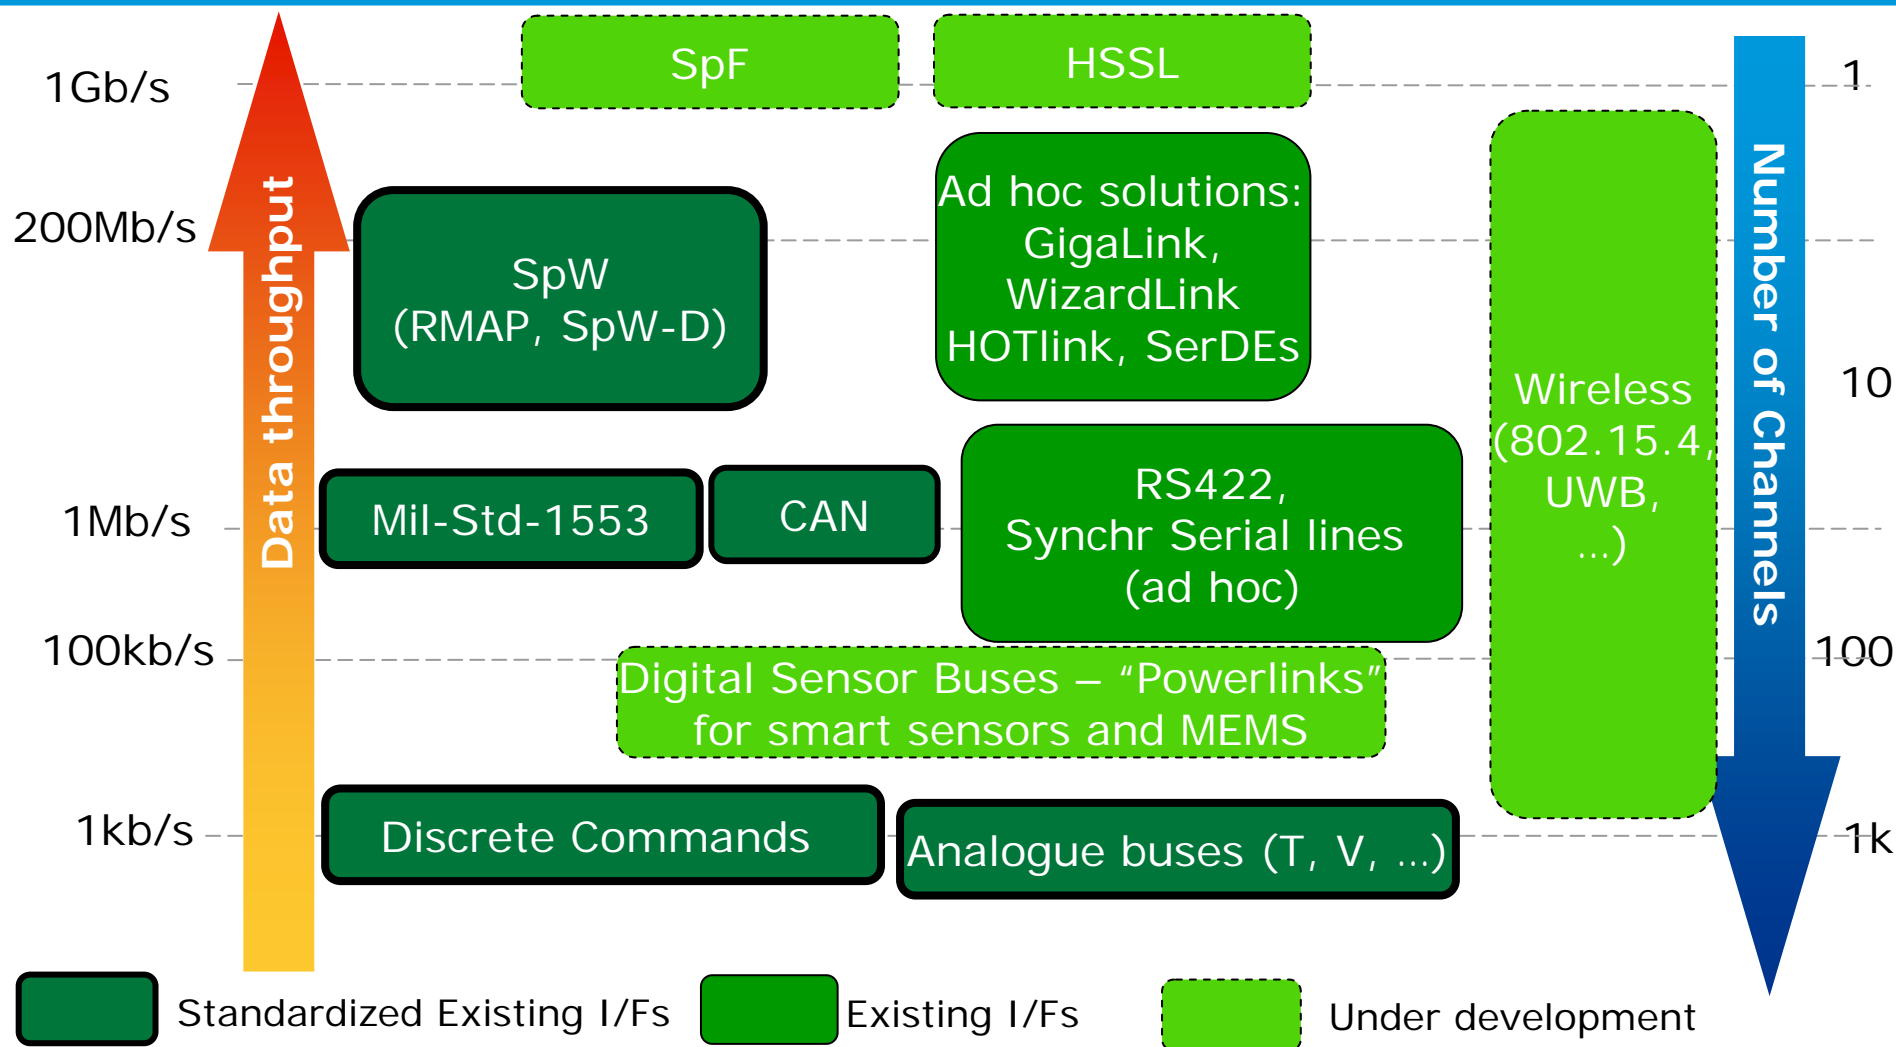 SpF
HSSL
1Gb/s
1
Ad hoc solutions:
GigaLink,
WizardLink
HOTlink, SerDEs
200Mb/s
SpW
(RMAP, SpW-D)
Data throughput
Number of Channels
10
Wireless
(802.15.4,
UWB,
...)
1Mb/s
Mil-Std-1553
CAN
RS422,
Synchr Serial lines
(ad hoc)
100kb/s
100
Digital Sensor Buses – “Powerlinks”
for smart sensors and MEMS
1kb/s
Discrete Commands
Analogue buses (T, V, ...)
1k
Standardized Existing I/Fs
Existing I/Fs
Under development